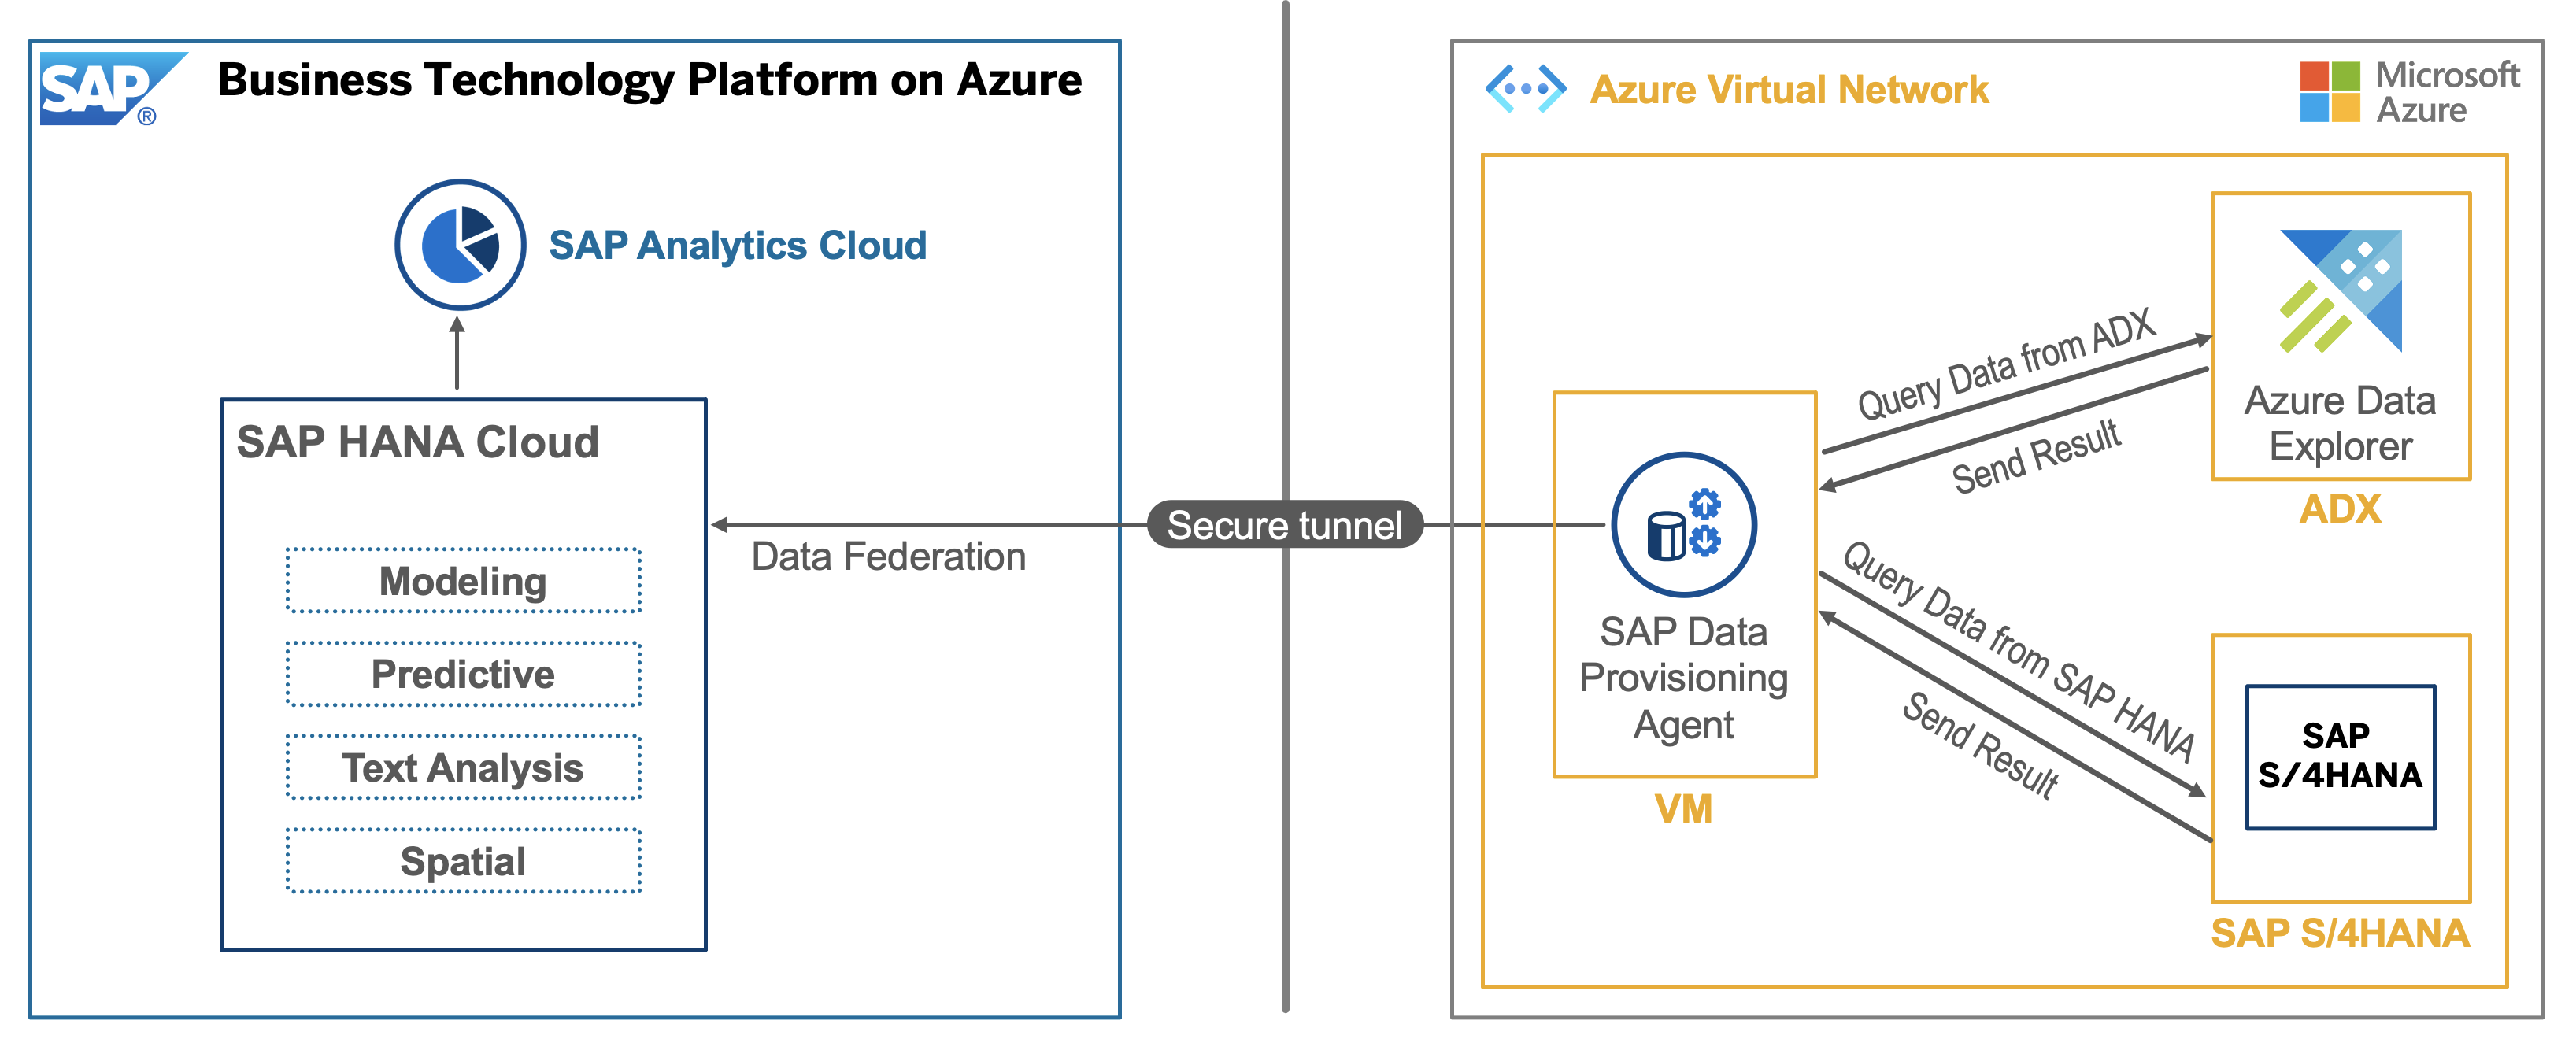 SAP
®
Business Technology Platform on Azure
SAP Analytics Cloud
SAP HANA Cloud
Modeling
Predictive
Text Analysis
Spatial
Data Federation
Secure tunnel
Azure Virtual Network
Microsoft
Azure
SAP Data
Provisioning
Agent
VM
Query Data from ADX
Send Result
Azure Data
Explorer
ADX
Query Data from SAP HANA
Send Result
SAP
S/4HANA
SAP S/4HANA